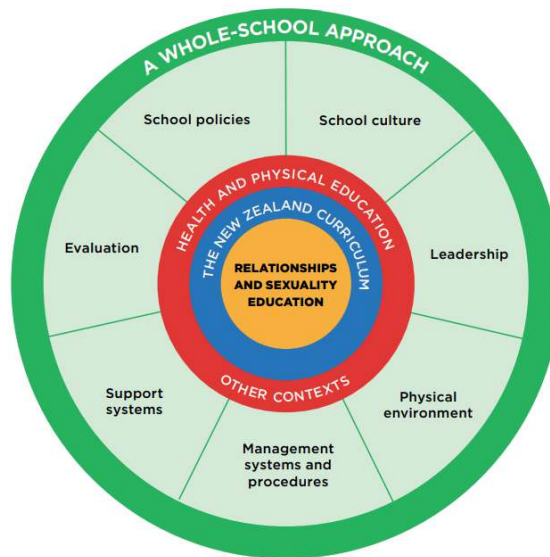 A WHOLE-SCHOOL APPROACH
School policies
School culture
HEALTH AND PHYSICAL EDUCATION
THE NEW ZEALAND CURRICULUM
Evaluation
Leadership
RELATIONSHIPS
AND SEXUALITY
EDUCATION
OTHER CONTEXTS
Support
systems
Physical
environment
Management
systems and
procedures